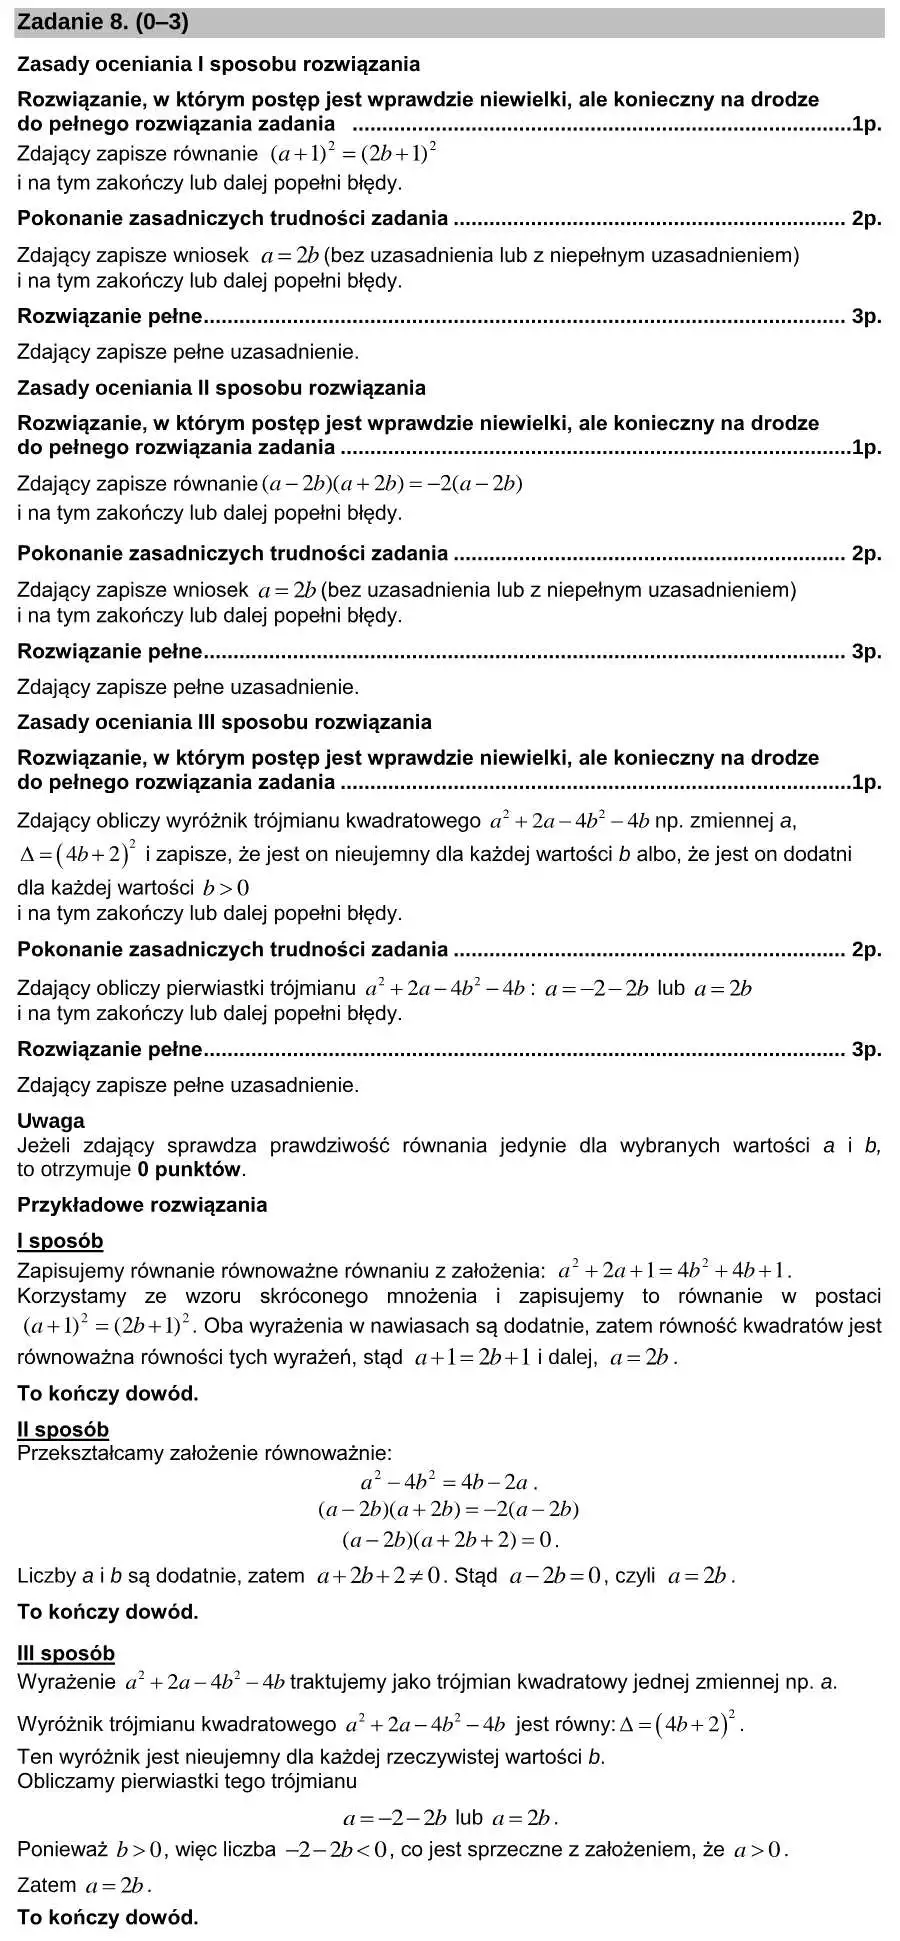 Zadanie 8. (0–3)
Zasady oceniania I sposobu rozwiązania
Rozwiązanie, w którym postęp jest wprawdzie niewielki, ale konieczny na drodze
do pełnego rozwiązania zadania ....................................................................................1p.
Zdający zapisze równanie (a+1)² = (2b+1)²
i na tym zakończy lub dalej popełni błędy.
Pokonanie zasadniczych trudności zadania .................................................................. 2p.
Zdający zapisze wniosek a = 2b (bez uzasadnienia lub z niepełnym uzasadnieniem)
i na tym zakończy lub dalej popełni błędy.
Rozwiązanie pełne............................................................................................................ 3p.
Zdający zapisze pełne uzasadnienie.
Zasady oceniania II sposobu rozwiązania
Rozwiązanie, w którym postęp jest wprawdzie niewielki, ale konieczny na drodze
do pełnego rozwiązania zadania ......................................................................................1p.
Zdający zapisze równanie (a − 2b)(a + 2b) = −2(a − 2b)
i na tym zakończy lub dalej popełni błędy.
Pokonanie zasadniczych trudności zadania .................................................................. 2p.
Zdający zapisze wniosek a = 2b (bez uzasadnienia lub z niepełnym uzasadnieniem)
i na tym zakończy lub dalej popełni błędy.
Rozwiązanie pełne............................................................................................................ 3p.
Zdający zapisze pełne uzasadnienie.
Zasady oceniania III sposobu rozwiązania
Rozwiązanie, w którym postęp jest wprawdzie niewielki, ale konieczny na drodze
do pełnego rozwiązania zadania ......................................................................................1p.
Zdający obliczy wyróżnik trójmianu kwadratowego a² + 2a − 4b² − 4b np. zmiennej a,
Δ = (4b + 2)² i zapisze, że jest on nieujemny dla każdej wartości b albo, że jest on dodatni
dla każdej wartości b > 0
i na tym zakończy lub dalej popełni błędy.
Pokonanie zasadniczych trudności zadania .................................................................. 2p.
Zdający obliczy pierwiastki trójmianu a² + 2a − 4b² − 4b : a = −2 − 2b lub a = 2b
i na tym zakończy lub dalej popełni błędy.
Rozwiązanie pełne............................................................................................................ 3p.
Zdający zapisze pełne uzasadnienie.
Uwaga
Jeżeli zdający sprawdza prawdziwość równania jedynie dla wybranych wartości a i b,
to otrzymuje 0 punktów.
Przykładowe rozwiązania
I sposób
Zapisujemy równanie równoważne równaniu z założenia: a² + 2a + 1 = 4b² + 4b + 1.
Korzystamy ze wzoru skróconego mnożenia i zapisujemy to równanie w postaci
(a+1)² = (2b+1)². Oba wyrażenia w nawiasach są dodatnie, zatem równość kwadratów jest
równoważna równości tych wyrażeń, stąd a + 1 = 2b + 1 i dalej, a = 2b.
To kończy dowód.
II sposób
Przekształcamy założenie równoważnie:
a² − 4b² = 4b − 2a.
(a − 2b)(a + 2b) = −2(a − 2b)
(a − 2b)(a + 2b + 2) = 0.
Liczby a i b są dodatnie, zatem a + 2b + 2 ≠ 0. Stąd a − 2b = 0, czyli a = 2b.
To kończy dowód.
III sposób
Wyrażenie a² + 2a − 4b² − 4b traktujemy jako trójmian kwadratowy jednej zmiennej np. a.
Wyróżnik trójmianu kwadratowego a² + 2a − 4b² − 4b jest równy: Δ = (4b + 2)².
Ten wyróżnik jest nieujemny dla każdej rzeczywistej wartości b.
Obliczamy pierwiastki tego trójmianu
a = −2 − 2b lub a = 2b.
Ponieważ b > 0, więc liczba −2 − 2b < 0, co jest sprzeczne z założeniem, że a > 0.
Zatem a = 2b.
To kończy dowód.